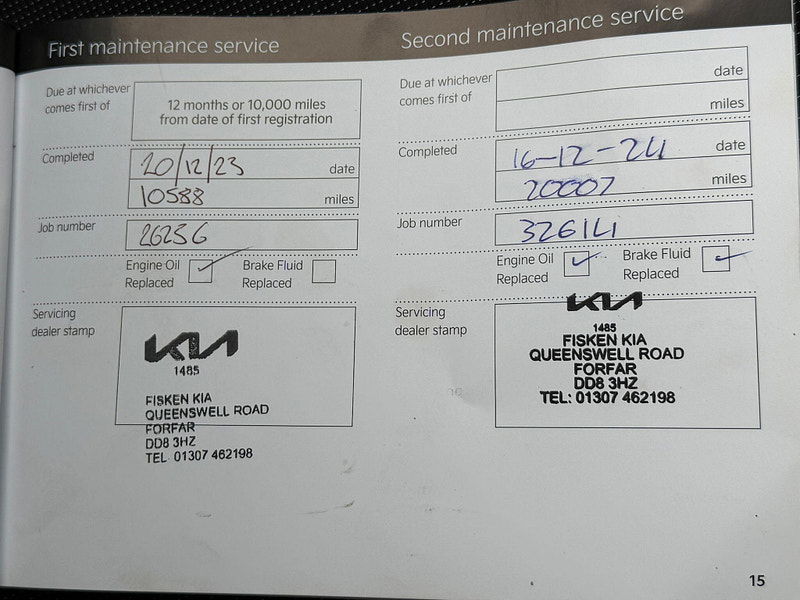 First maintenance service
Due at whichever
comes first of
12 months or 10,000 miles
from date of first registration
Completed
20/12/23 date
10588 miles
Job number
26256
Engine Oil
Replaced
Brake Fluid
Replaced
Servicing
dealer stamp
KIA
1485
FISKEN KIA
QUEENSWELL ROAD
FORFAR
DD8 3HZ
TEL 01307 462198
Second maintenance service
Due at whichever
comes first of
date
miles
Completed
16-12-24 date
20007 miles
Job number
32614
Engine Oil
Replaced
Brake Fluid
Replaced
Servicing
dealer stamp
KIA
1485
FISKEN KIA
QUEENSWELL ROAD
FORFAR
DD8 3HZ
TEL: 01307 462198
15